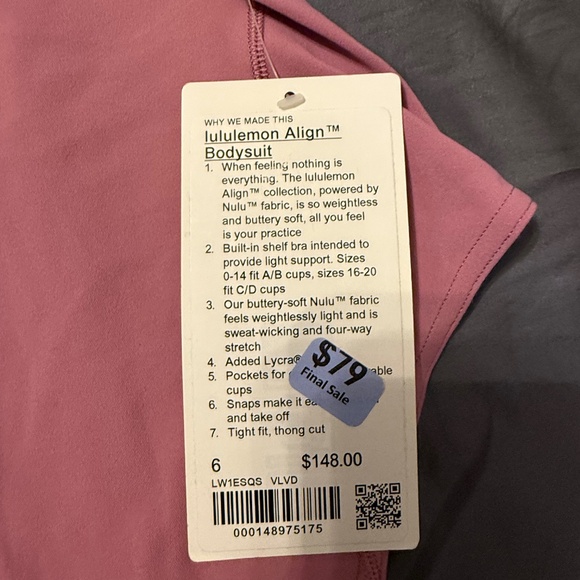 WHY WE MADE THIS
lululemon Align™
Bodysuit
1. When feeling nothing is
everything. The lululemon
Align™ collection, powered by
Nulu™ fabric, is so weightless
and buttery soft, all you feel
is your practice
2. Built-in shelf bra intended to
provide light support. Sizes
0-14 fit A/B cups, sizes 16-20
fit C/D cups
3. Our buttery-soft Nulu™ fabric
feels weightlessly light and is
sweat-wicking and four-way
stretch
4. Added Lycra®
5. Pockets for
cups
6. Snaps make it
and take off
7. Tight fit, thong cut
$79
Final Sale
6 $148.00
LW1ESQS VLVD
000148975175